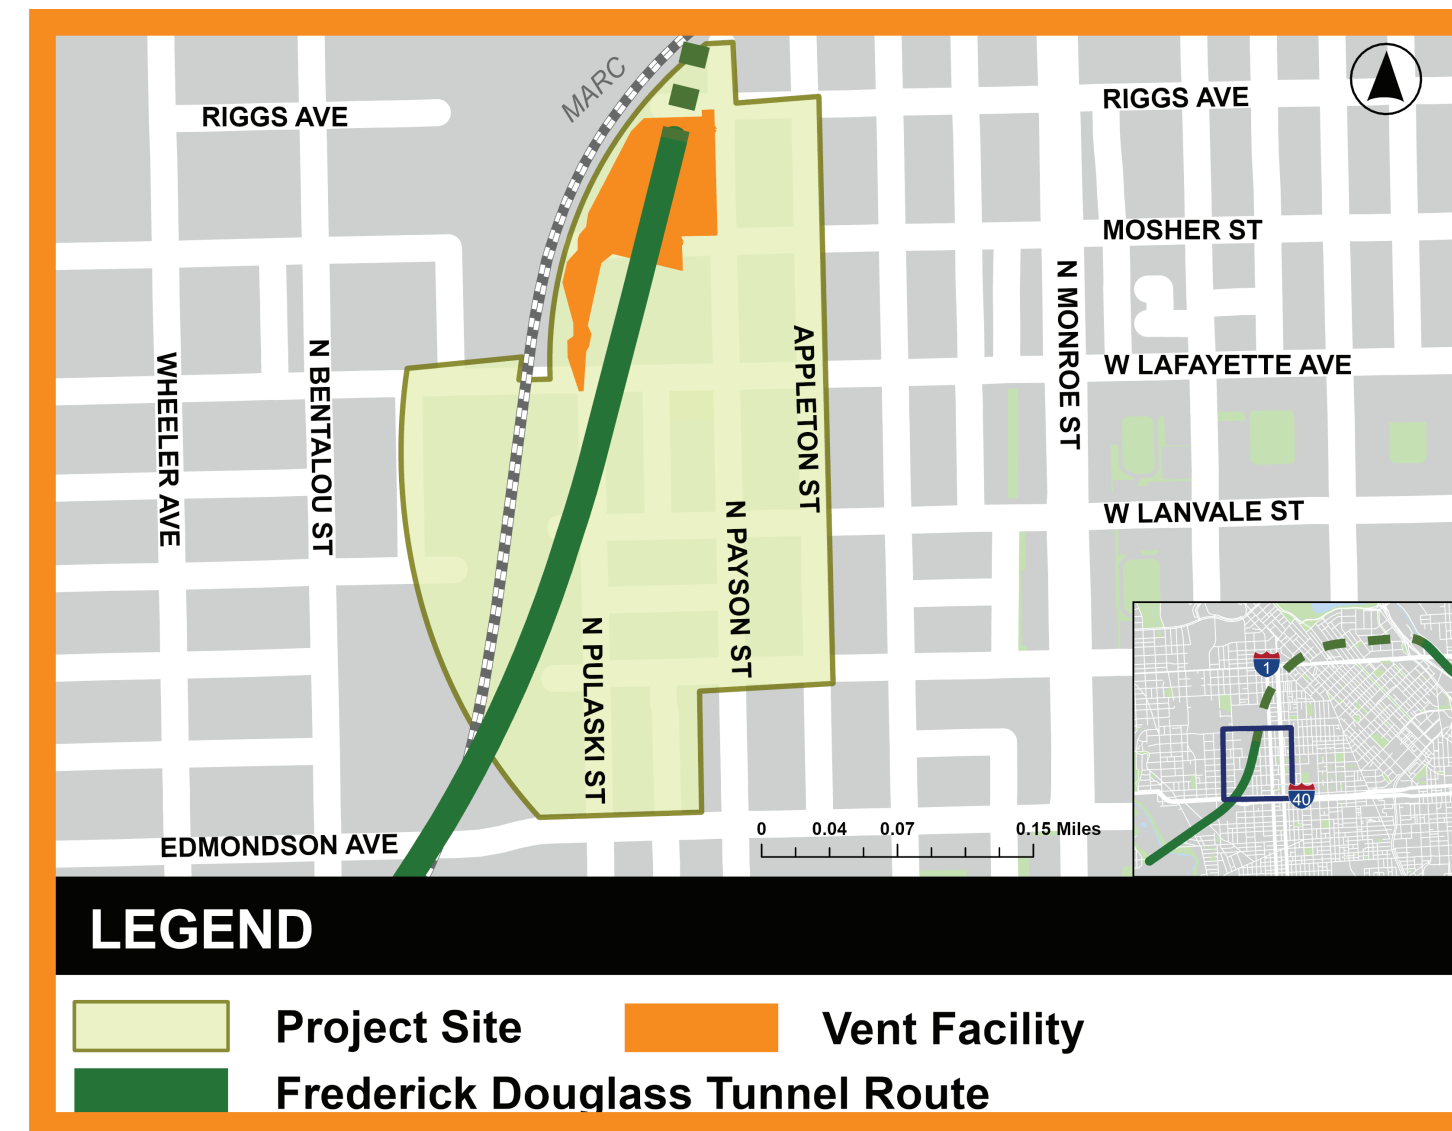 MARC
RIGGS AVE
RIGGS AVE
MOSHER ST
N MONROE ST
WHEELER AVE
N BENTALOU ST
APPLETON ST
W LAFAYETTE AVE
N PAYSON ST
W LANVALE ST
N PULASKI ST
1
40
EDMONDSON AVE
0 0.04 0.07 0.15 Miles
LEGEND
Project Site
Vent Facility
Frederick Douglass Tunnel Route